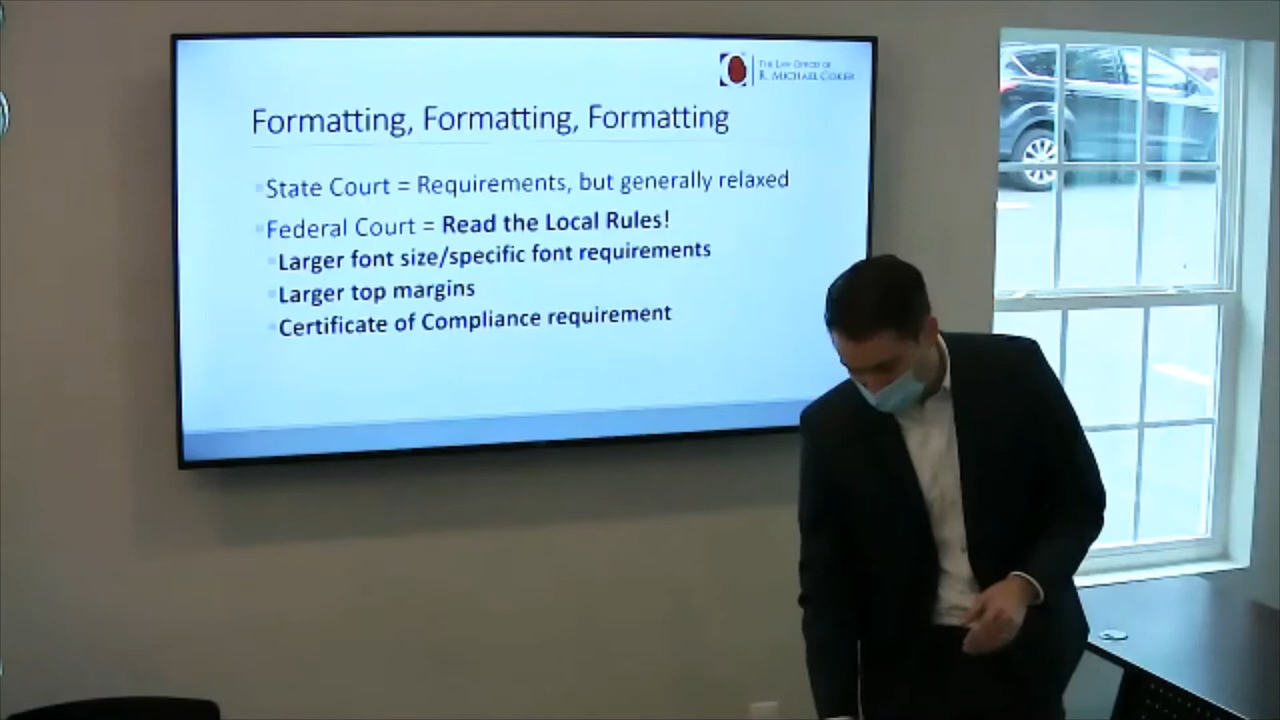 THE LAW OFFICES OF
R. MICHAEL COKER
Formatting, Formatting, Formatting
State Court = Requirements, but generally relaxed
Federal Court = Read the Local Rules!
Larger font size/specific font requirements
Larger top margins
Certificate of Compliance requirement